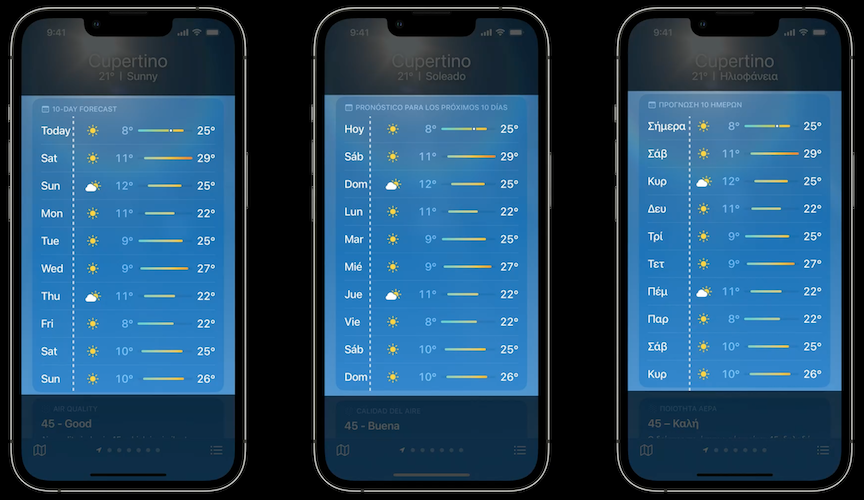 9:41
Cupertino
21° | Sunny
10-DAY FORECAST
Today 8° 25°
Sat 11° 29°
Sun 12° 25°
Mon 11° 22°
Tue 9° 25°
Wed 9° 27°
Thu 11° 22°
Fri 8° 22°
Sat 10° 25°
Sun 10° 26°
AIR QUALITY
45 - Good
9:41
Cupertino
21° | Soleado
PRONÓSTICO PARA LOS PRÓXIMOS 10 DÍAS
Hoy 8° 25°
Sáb 11° 29°
Dom 12° 25°
Lun 11° 22°
Mar 9° 25°
Mié 9° 27°
Jue 11° 22°
Vie 8° 22°
Sáb 10° 25°
Dom 10° 26°
CALIDAD DEL AIRE
45 - Buena
9:41
Cupertino
21° | Ηλιοφάνεια
ΠΡΟΓΝΩΣΗ 10 ΗΜΕΡΩΝ
Σήμερα 8° 25°
Σάβ 11° 29°
Κυρ 12° 25°
Δευ 11° 22°
Τρί 9° 25°
Τετ 9° 27°
Πέμ 11° 22°
Παρ 8° 22°
Σάβ 10° 25°
Κυρ 10° 26°
ΠΟΙΟΤΗΤΑ ΑΕΡΑ
45 – Καλή